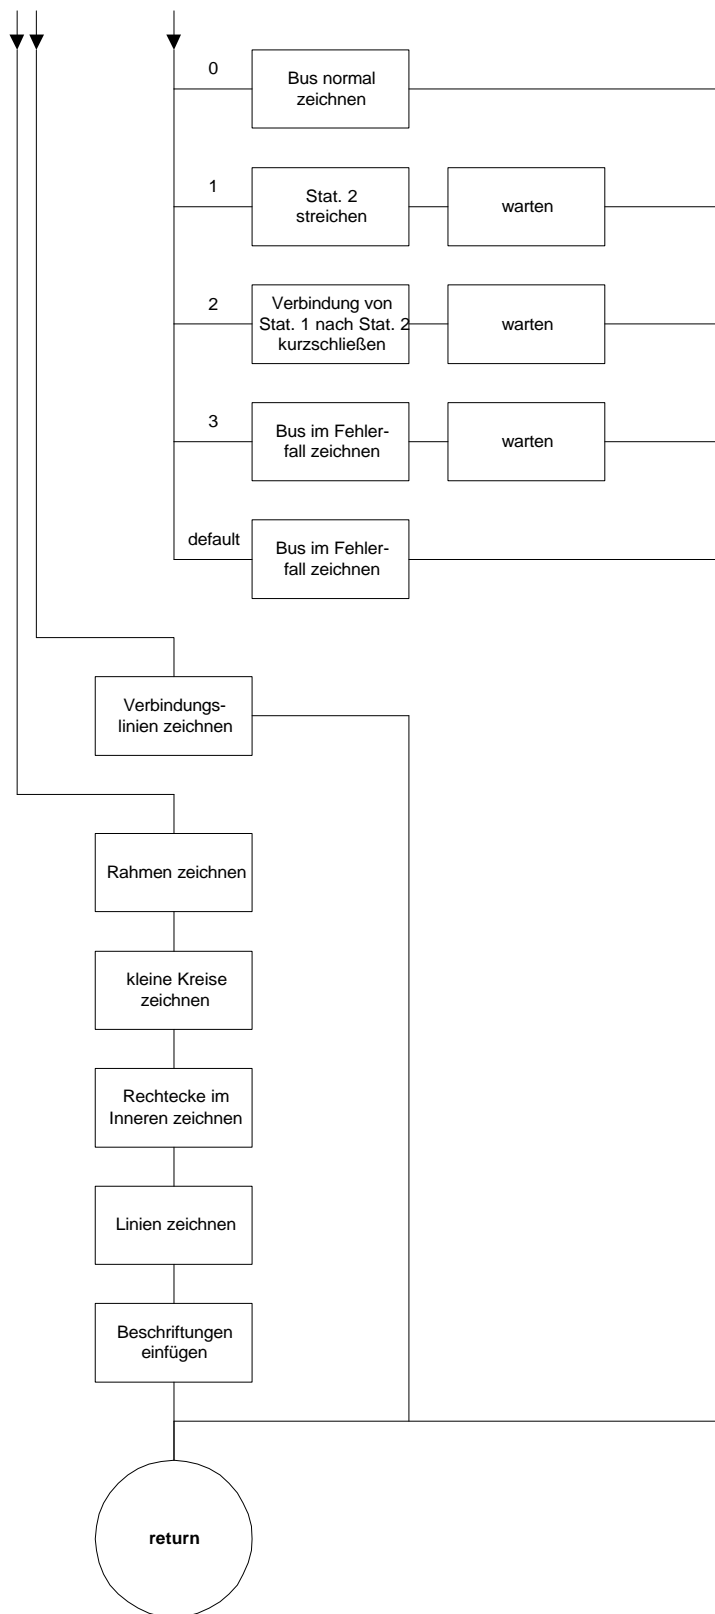 0
Bus normal
zeichnen
1
Stat. 2
streichen
warten
2
Verbindung von
Stat. 1 nach Stat. 2
kurzschließen
warten
3
Bus im Fehler-
fall zeichnen
warten
default
Bus im Fehler-
fall zeichnen
Verbindungs-
linien zeichnen
Rahmen zeichnen
kleine Kreise
zeichnen
Rechtecke im
Inneren zeichnen
Linien zeichnen
Beschriftungen
einfügen
return